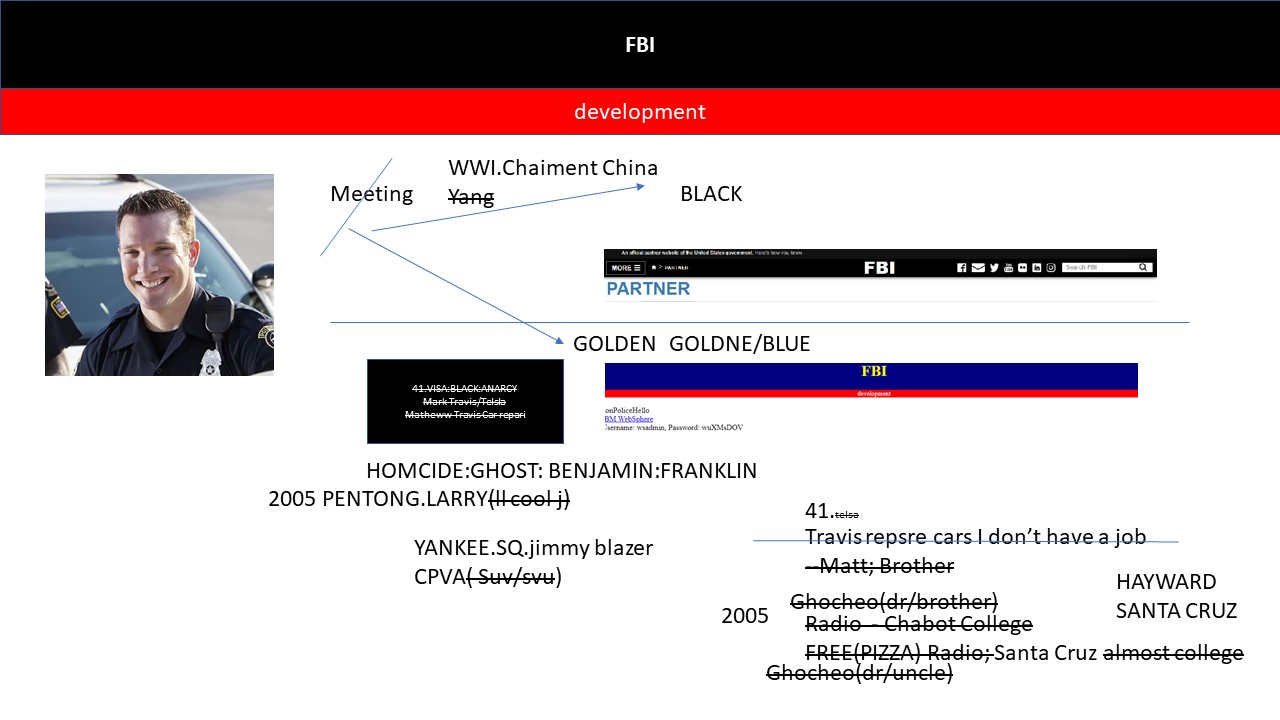 FBI
development
WWI.Chaiment China
Meeting
Yang
BLACK
An official partner website of the United States government. Here's how you know
MORE ☰ > PARTNER
FBI
Search FBI
PARTNER
GOLDEN GOLDNE/BLUE
41.VISA:BLACK:ANARCY
Mark Travis/Telsla
Matheww Travis Car repari
FBI
development
onPoliceHello
BM WebSphere
Username: wsadmin, Password: wuXMsDOV
HOMCIDE:GHOST: BENJAMIN:FRANKLIN
2005 PENTONG.LARRY(ll cool j)
41.telsa
Travis repsre cars I don’t have a job
--Matt; Brother
YANKEE.SQ.jimmy blazer
CPVA( Suv/svu)
HAYWARD
SANTA CRUZ
2005
Ghocheo(dr/brother)
Radio - Chabot College
FREE(PIZZA) Radio; Santa Cruz almost college
Ghocheo(dr/uncle)